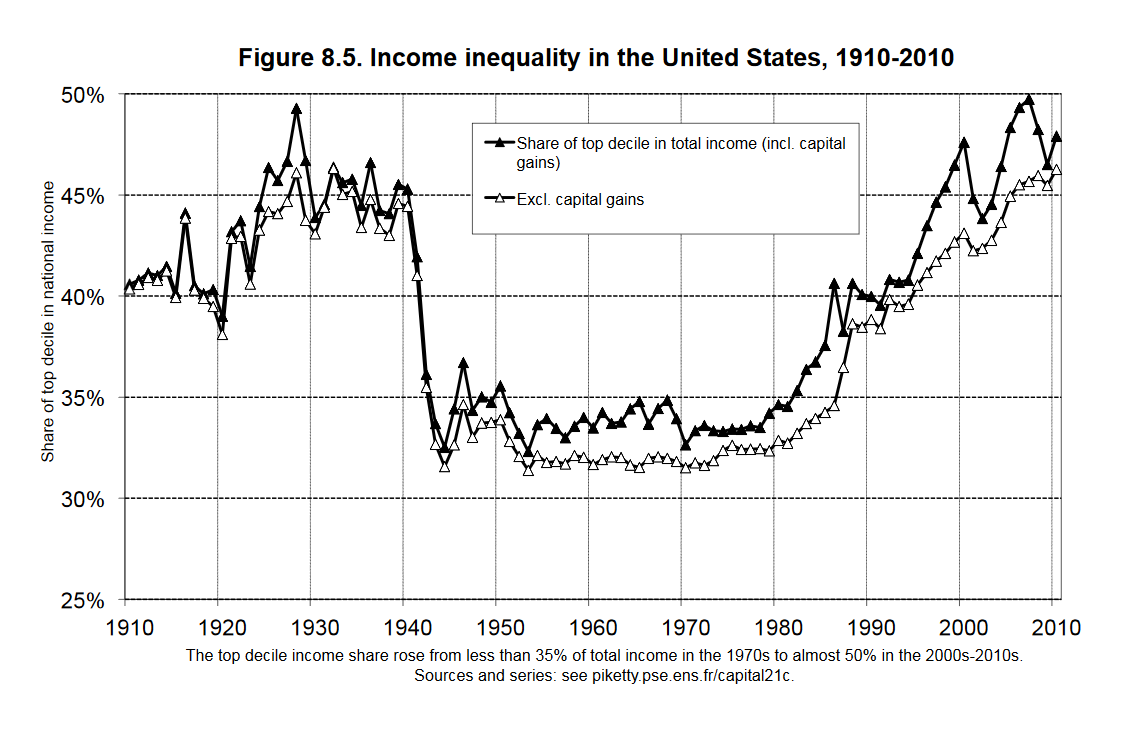 Figure 8.5. Income inequality in the United States, 1910-2010
50%
45%
40%
35%
30%
25%
Share of top decile in national income
Share of top decile in total income (incl. capital
gains)
Excl. capital gains
1910 1920 1930 1940 1950 1960 1970 1980 1990 2000 2010
The top decile income share rose from less than 35% of total income in the 1970s to almost 50% in the 2000s-2010s.
Sources and series: see piketty.pse.ens.fr/capital21c.